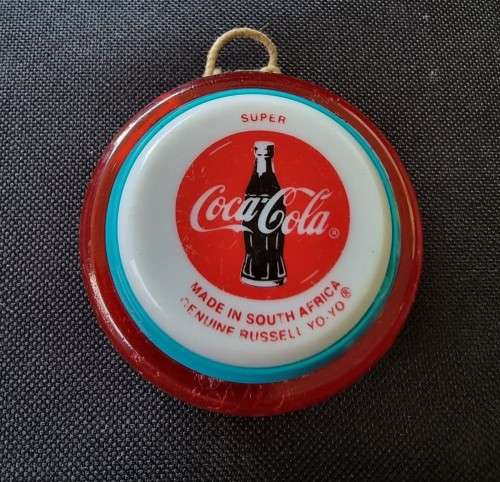 SUPER
Coca-Cola®
MADE IN SOUTH AFRICA
GENUINE RUSSELL YO-YO®